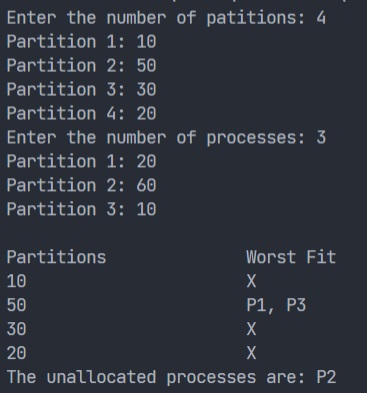 Enter the number of patitions: 4
Partition 1: 10
Partition 2: 50
Partition 3: 30
Partition 4: 20
Enter the number of processes: 3
Partition 1: 20
Partition 2: 60
Partition 3: 10
Partitions Worst Fit
10 X
50 P1, P3
30 X
20 X
The unallocated processes are: P2